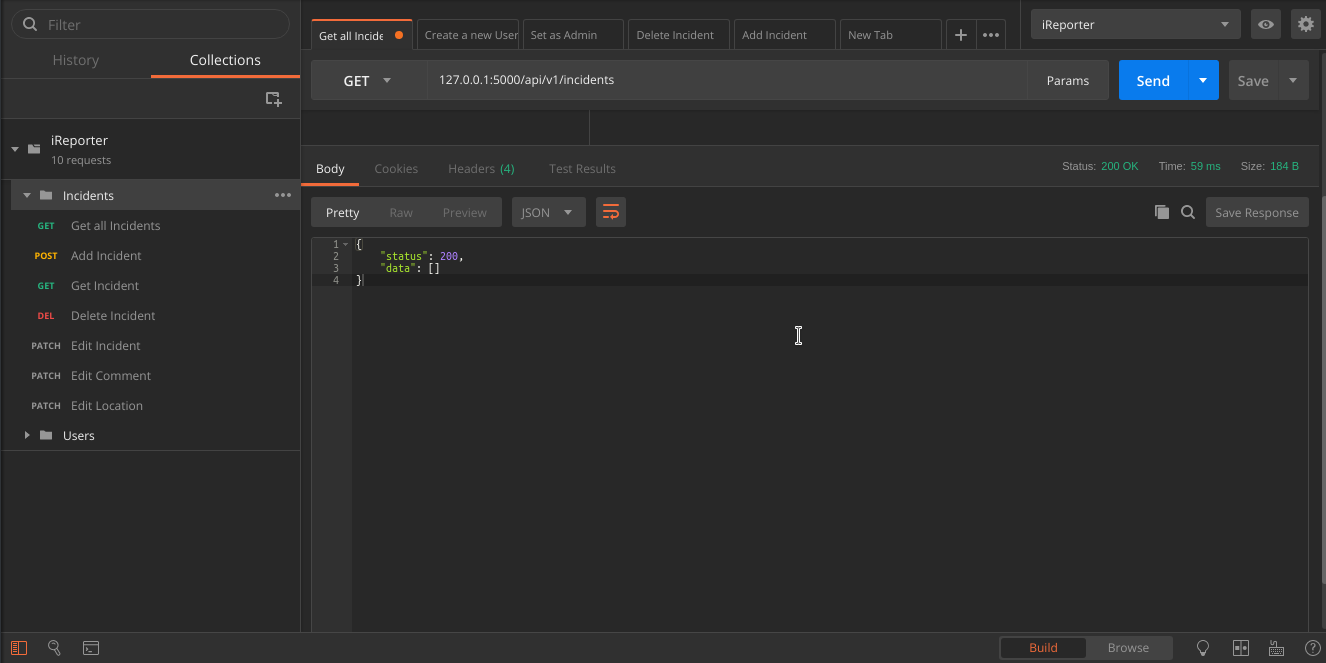 Filter
History
Collections
iReporter
10 requests
Incidents
GET Get all Incidents
POST Add Incident
GET Get Incident
DEL Delete Incident
PATCH Edit Incident
PATCH Edit Comment
PATCH Edit Location
Users
Get all Incide
Create a new User
Set as Admin
Delete Incident
Add Incident
New Tab
iReporter
GET
127.0.0.1:5000/api/v1/incidents
Params
Send
Save
Body
Cookies
Headers (4)
Test Results
Status: 200 OK
Time: 59 ms
Size: 184 B
Pretty
Raw
Preview
JSON
Save Response
1 {
2 "status": 200,
3 "data": []
4 }
Build
Browse